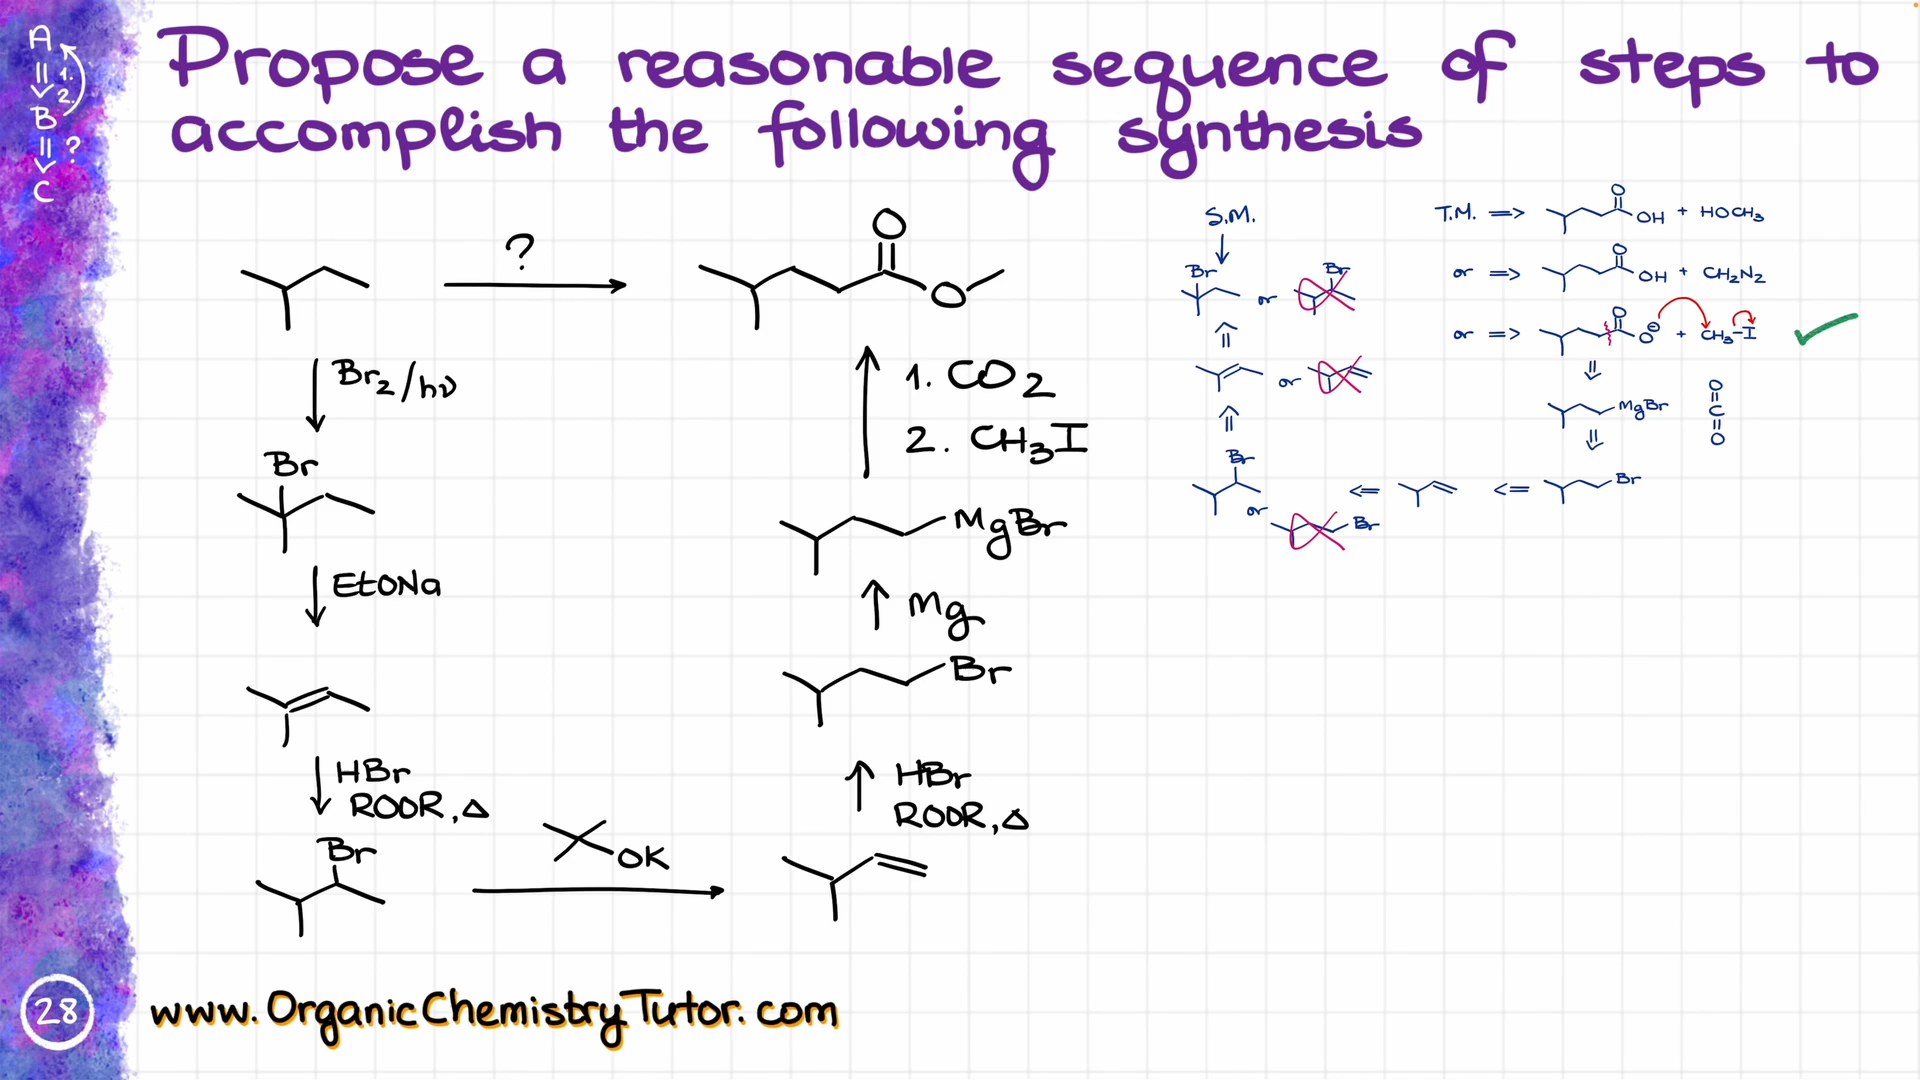 Propose a reasonable sequence of steps to
accomplish the following synthesis
A
1.
2.
B
?
C
?
O
O
Br₂/hν
Br
EtONa
HBr
ROOR, Δ
Br
OK
HBr
ROOR, Δ
Br
Mg
MgBr
1. CO₂
2. CH₃I
S.M.
Br
or
Br
or
Br
or
Br
<=
<=
Br
T.M. =>
O
OH + HOCH₃
or =>
O
OH + CH₂N₂
or =>
O
O⊖ + CH₃-I
MgBr
O
C
O
28
www.OrganicChemistryTutor.com